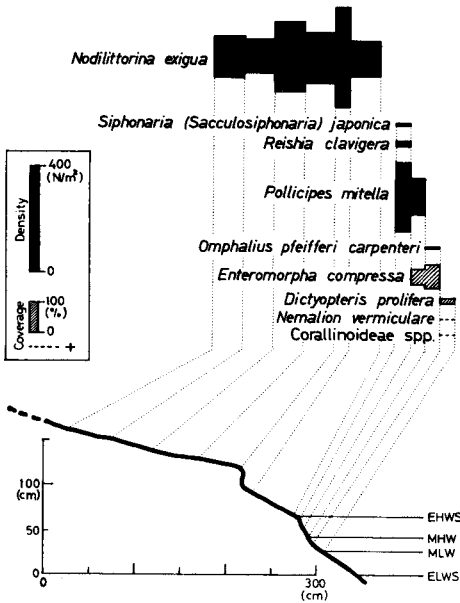 Nodilittorina exigua
Siphonaria (Sacculosiphonaria) japonica
Reishia clavigera
Pollicipes mitella
Omphalius pfeifferi carpenteri
Enteromorpha compressa
Dictyopteris prolifera
Nemalion vermiculare
Corallinoideae spp.
Density
400
(N/m²)
0
Coverage
100
(%)
0
+
100
(cm)
50
0
0
300
(cm)
EHWS
MHW
MLW
ELWS